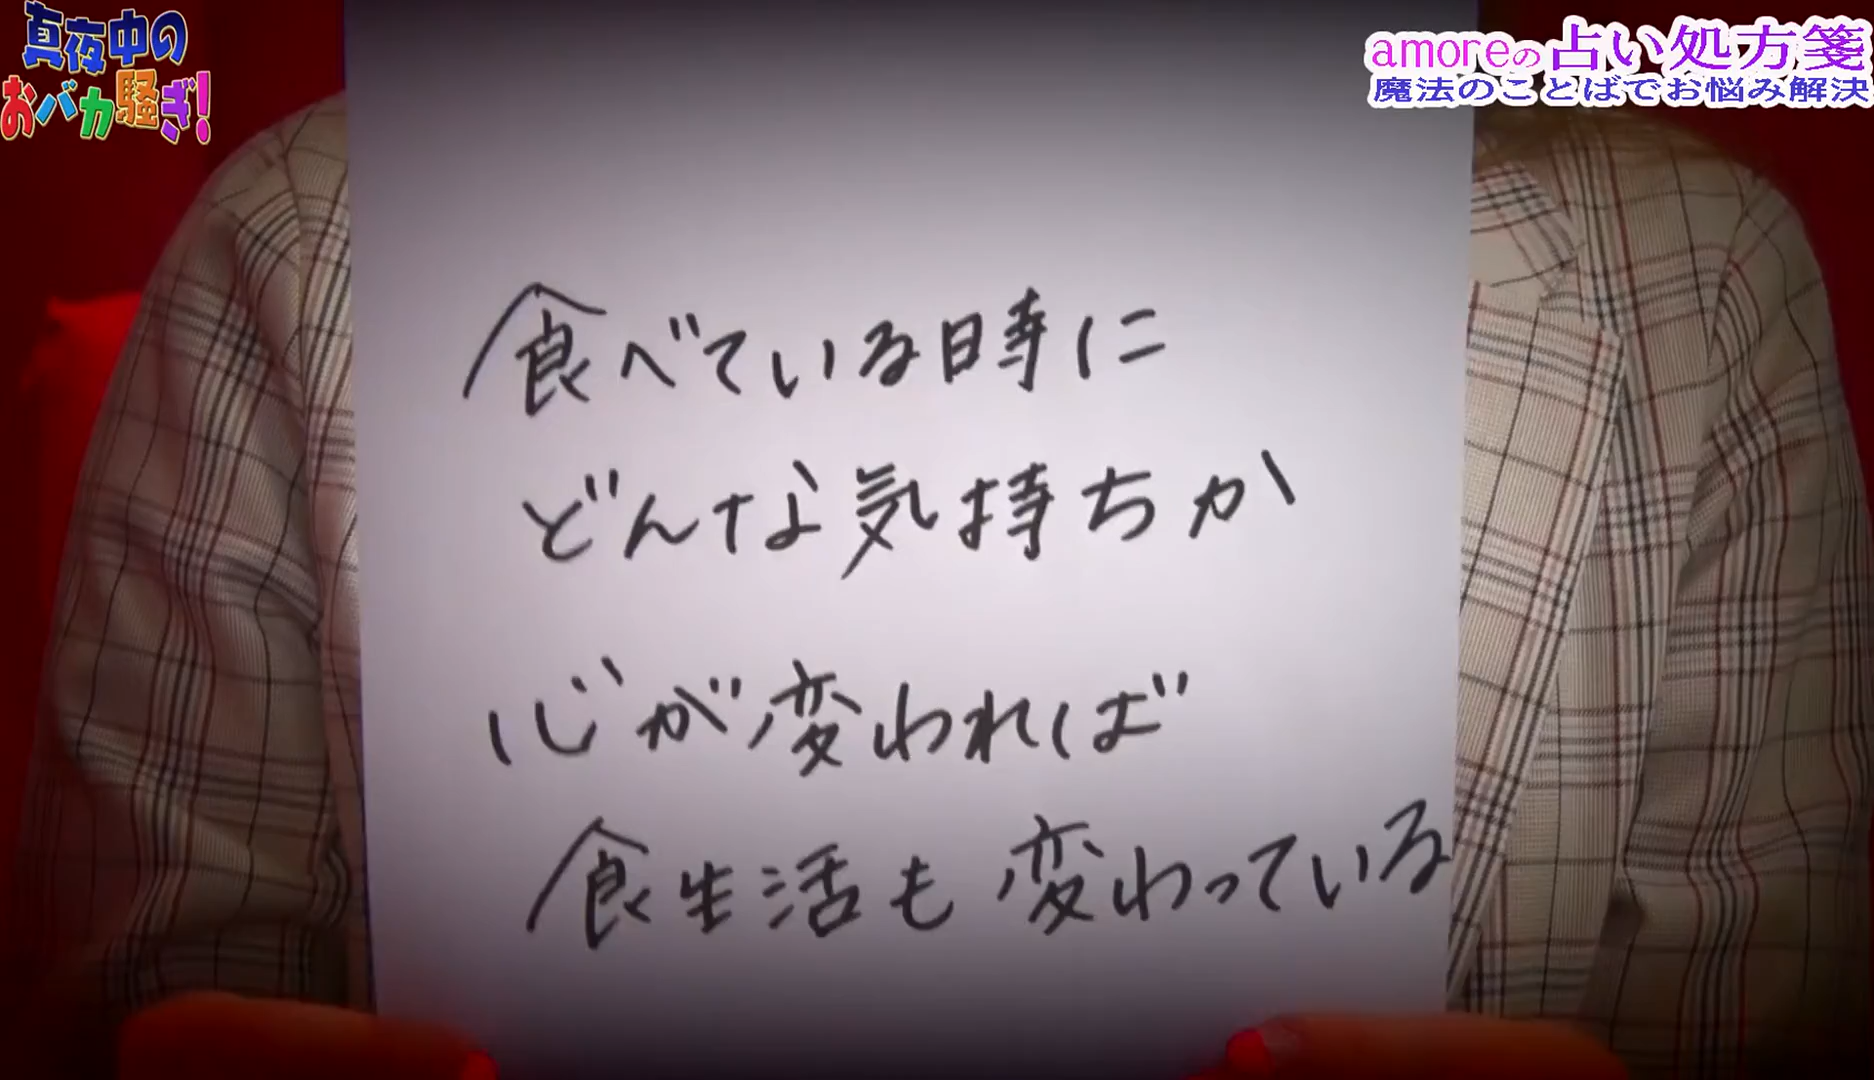 真夜中の
おバカ騒ぎ!
amoreの占い処方箋
魔法のことばでお悩み解決
食べている時に
どんな気持ちか
心が変われば
食生活も変わっている